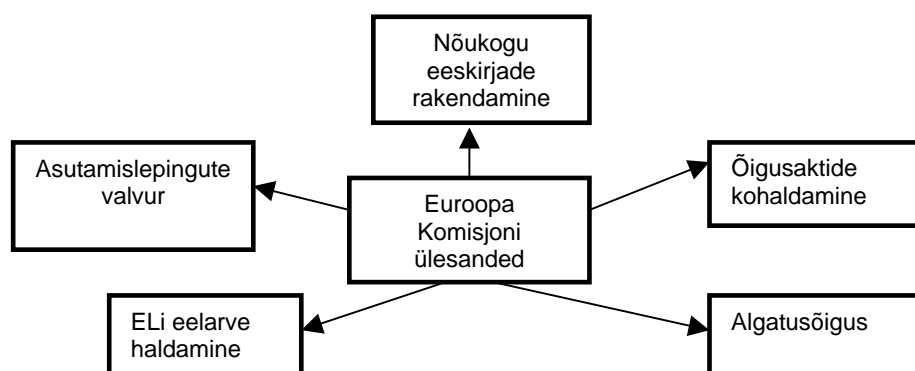 Nõukogu
eeskirjade
rakendamine
Asutamislepingute
valvur
Euroopa
Komisjoni
ülesanded
Õigusaktide
kohaldamine
ELi eelarve
haldamine
Algatusõigus